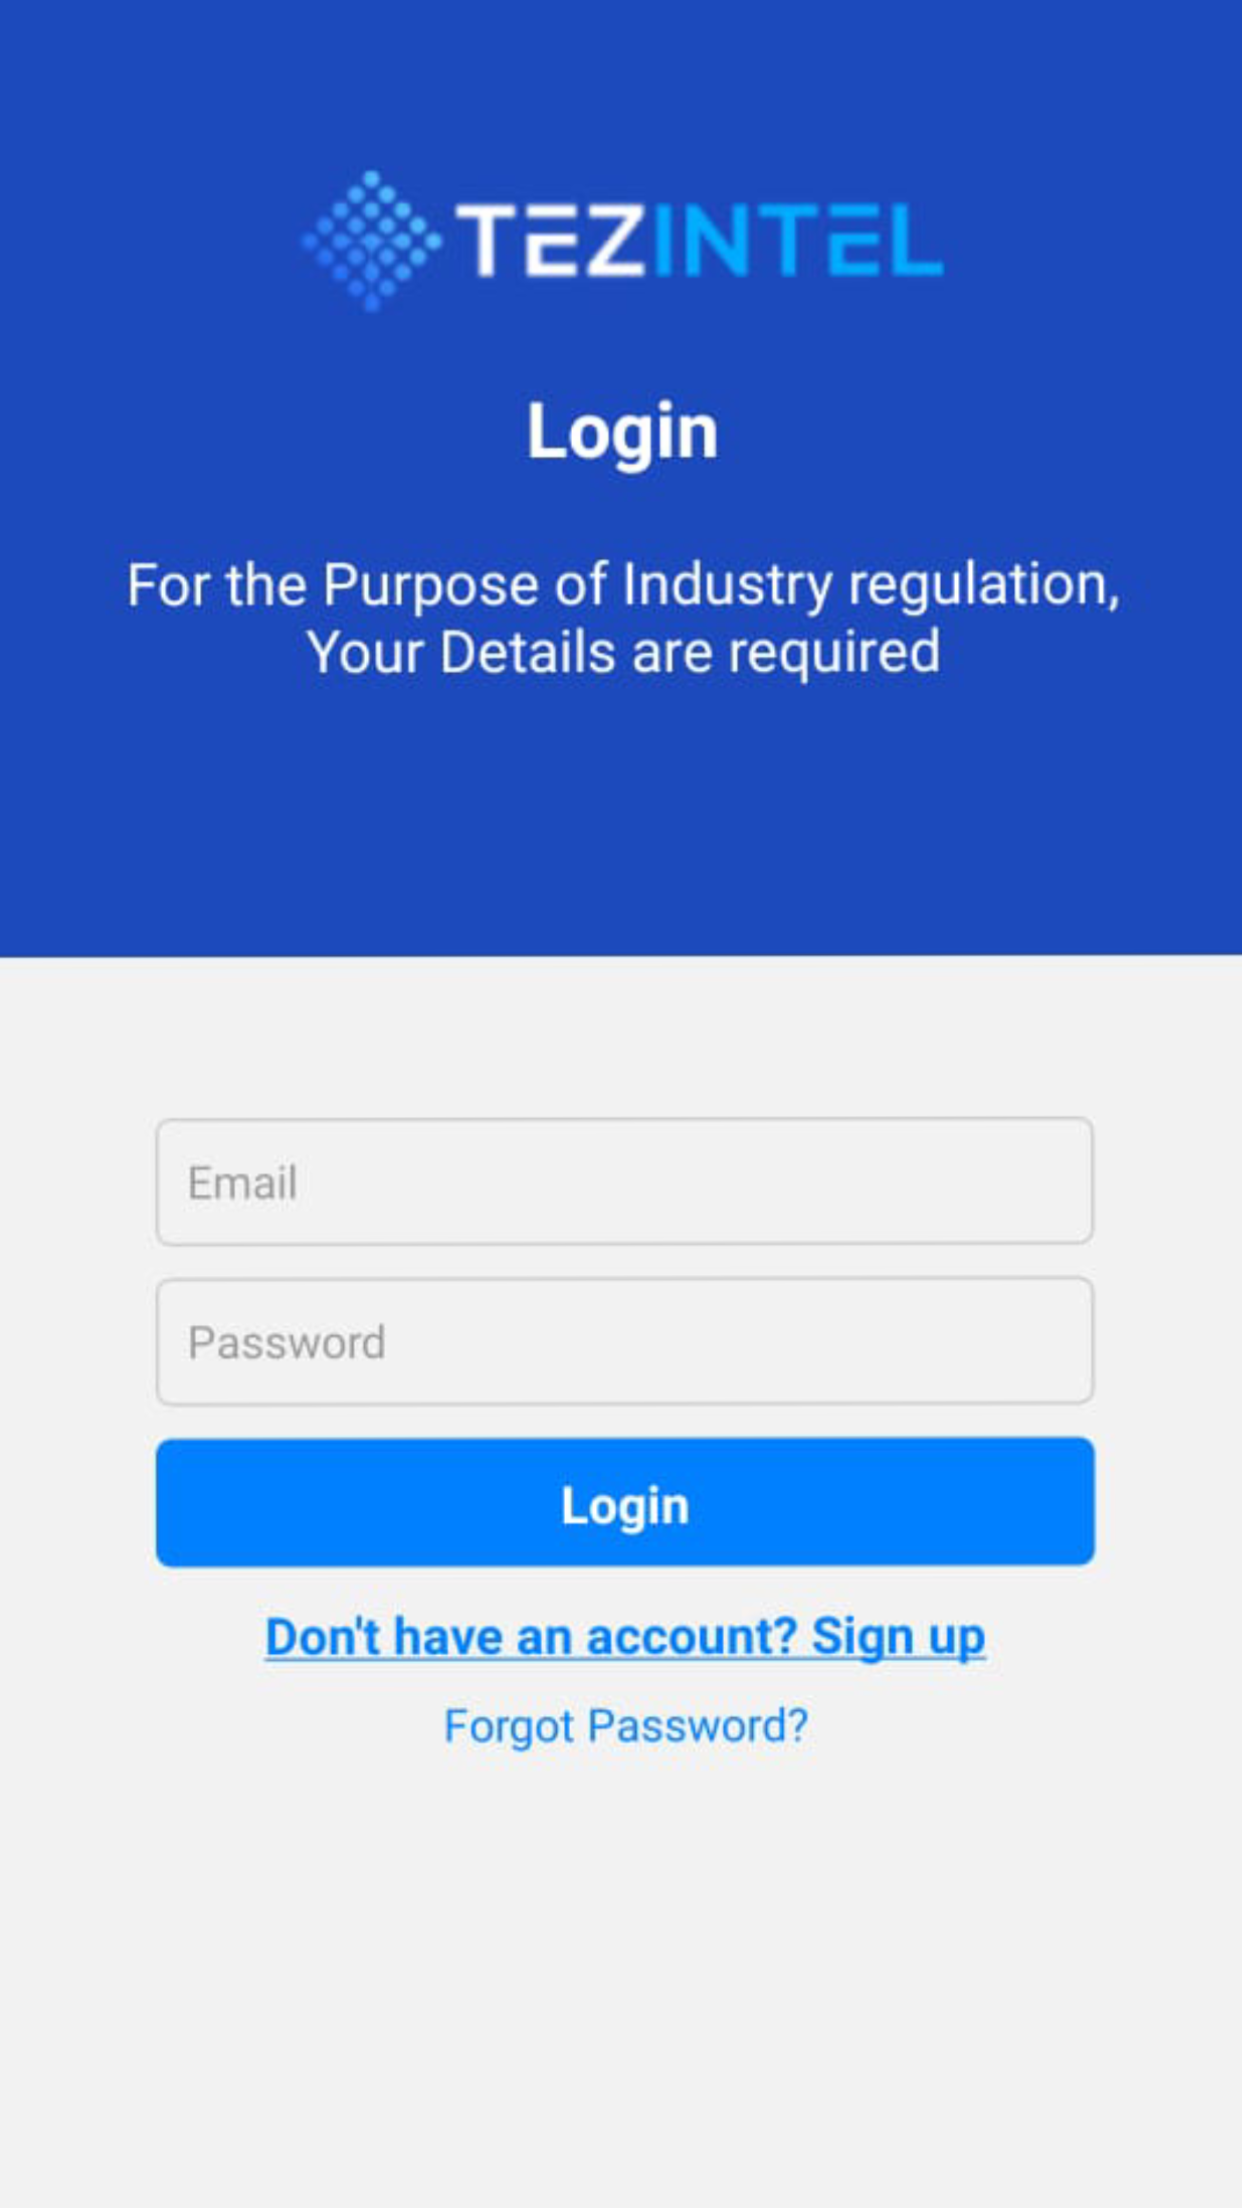 TEZINTEL
Login
For the Purpose of Industry regulation,
Your Details are required
Email
Password
Login
Don't have an account? Sign up
Forgot Password?